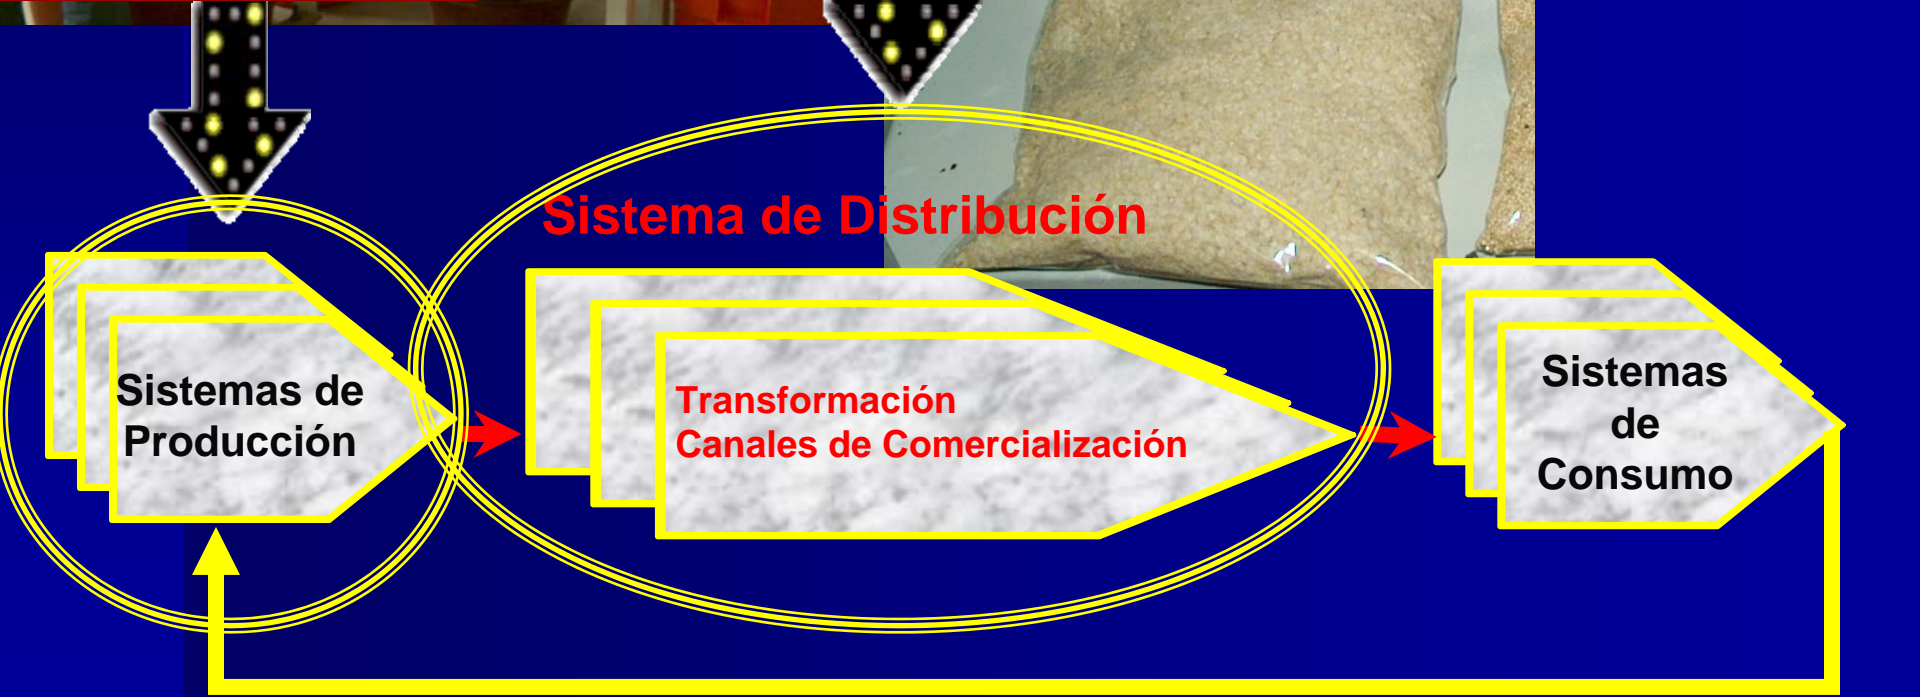 Sistema de Distribución
Sistemas de
Producción
Transformación
Canales de Comercialización
Sistemas
de
Consumo